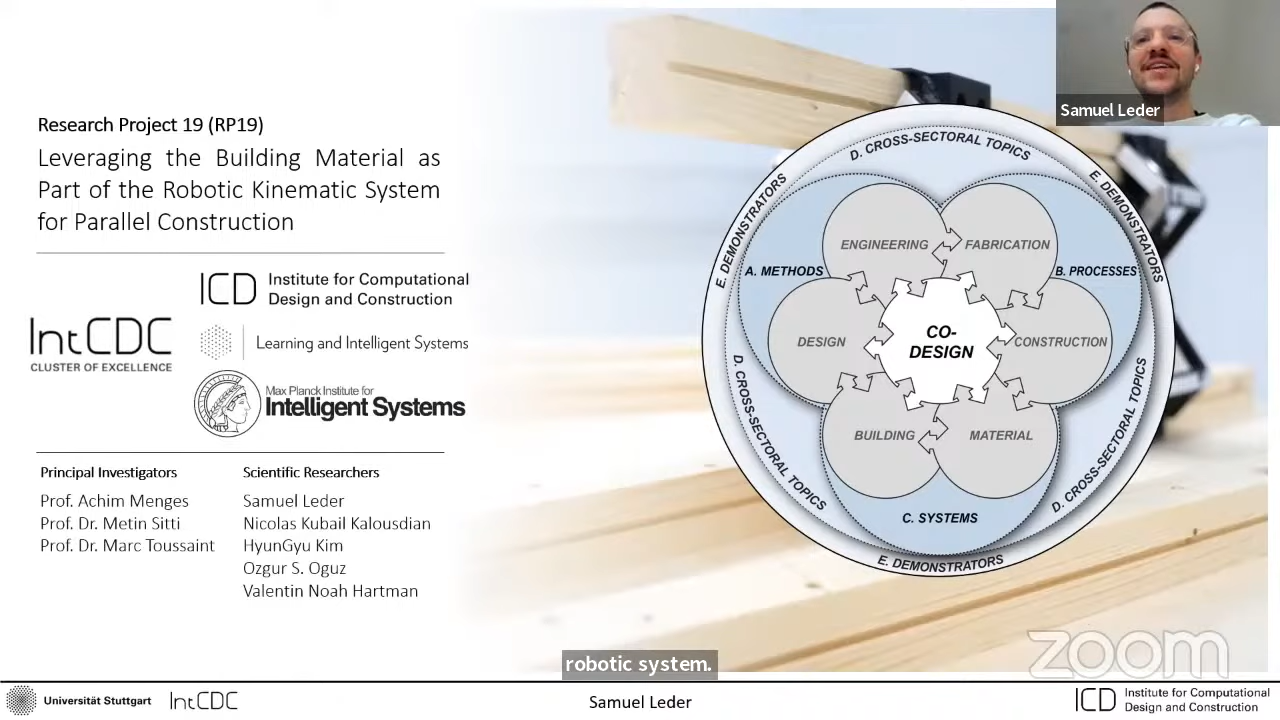 Research Project 19 (RP19)
Leveraging the Building Material as
Part of the Robotic Kinematic System
for Parallel Construction
ICD
Institute for Computational
Design and Construction
IntCDC
CLUSTER OF EXCELLENCE
Learning and Intelligent Systems
Max Planck Institute for
Intelligent Systems
Principal Investigators
Prof. Achim Menges
Prof. Dr. Metin Sitti
Prof. Dr. Marc Toussaint
Scientific Researchers
Samuel Leder
Nicolas Kubail Kalousdian
HyunGyu Kim
Ozgur S. Oguz
Valentin Noah Hartman
D. CROSS-SECTORAL TOPICS
E. DEMONSTRATORS
E. DEMONSTRATORS
ENGINEERING
FABRICATION
A. METHODS
B. PROCESSES
DESIGN
CO-
DESIGN
CONSTRUCTION
D. CROSS-SECTORAL TOPICS
D. CROSS-SECTORAL TOPICS
BUILDING
MATERIAL
C. SYSTEMS
E. DEMONSTRATORS
Samuel Leder
robotic system.
zoom
Universität Stuttgart
IntCDC
Samuel Leder
ICD
Institute for Computational
Design and Construction